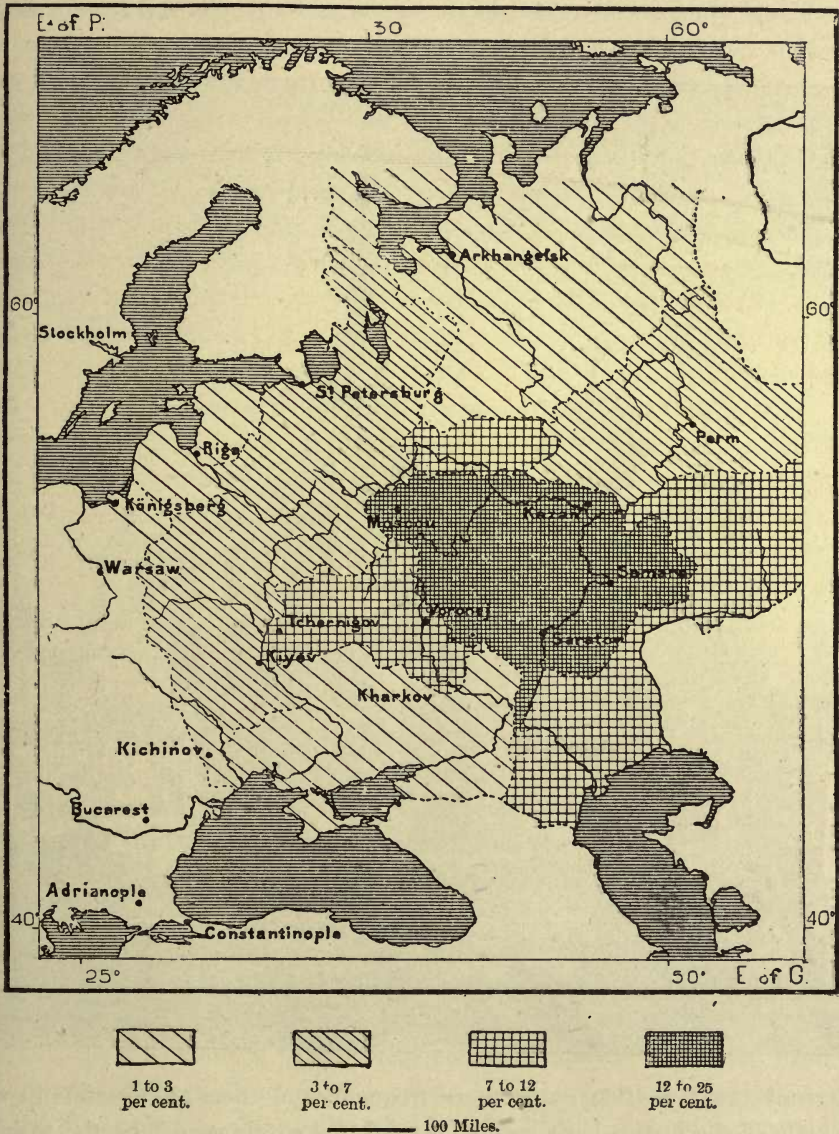 E. of P.
30
60°
Arkhangelsk
60°
60°
Stockholm
St Petersburg
Perm
Riga
Königsberg
Moscou
Kazan
Warsaw
Samara
Tchernigov
Voronej
Saratov
Kiyev
Kharkov
Kichinov
Bucarest
Adrianople
40°
40°
Constantinople
25°
50°
E of G.
1 to 3
per cent.
3 to 7
per cent.
7 to 12
per cent.
12 to 25
per cent.
100 Miles.